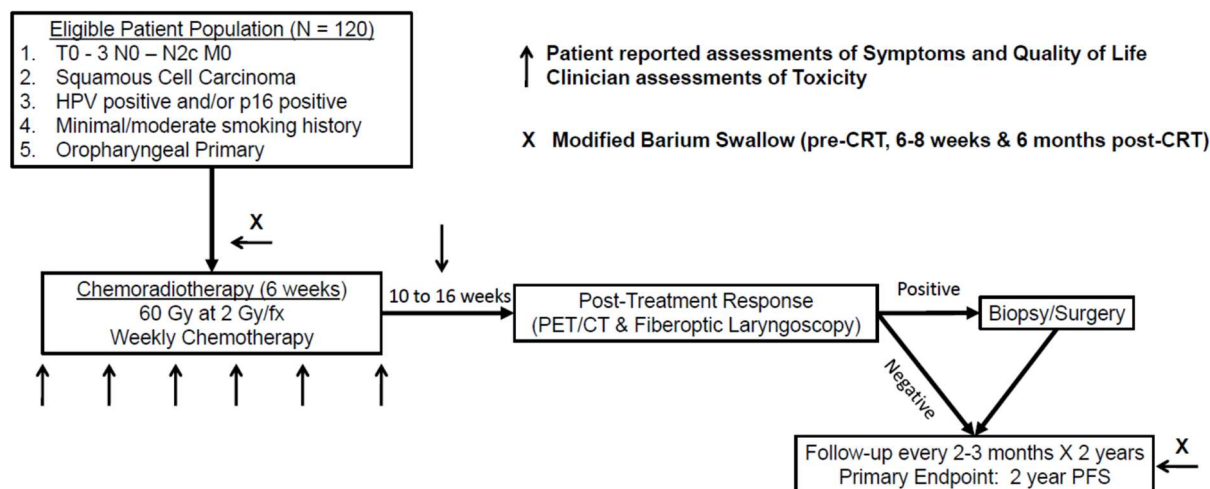 Eligible Patient Population (N = 120)
1. T0 - 3 N0 – N2c M0
2. Squamous Cell Carcinoma
3. HPV positive and/or p16 positive
4. Minimal/moderate smoking history
5. Oropharyngeal Primary
Patient reported assessments of Symptoms and Quality of Life
Clinician assessments of Toxicity
X Modified Barium Swallow (pre-CRT, 6-8 weeks & 6 months post-CRT)
X
Chemoradiotherapy (6 weeks)
60 Gy at 2 Gy/fx
Weekly Chemotherapy
10 to 16 weeks
Post-Treatment Response
(PET/CT & Fiberoptic Laryngoscopy)
Positive
Biopsy/Surgery
Negative
Follow-up every 2-3 months X 2 years
Primary Endpoint: 2 year PFS
X